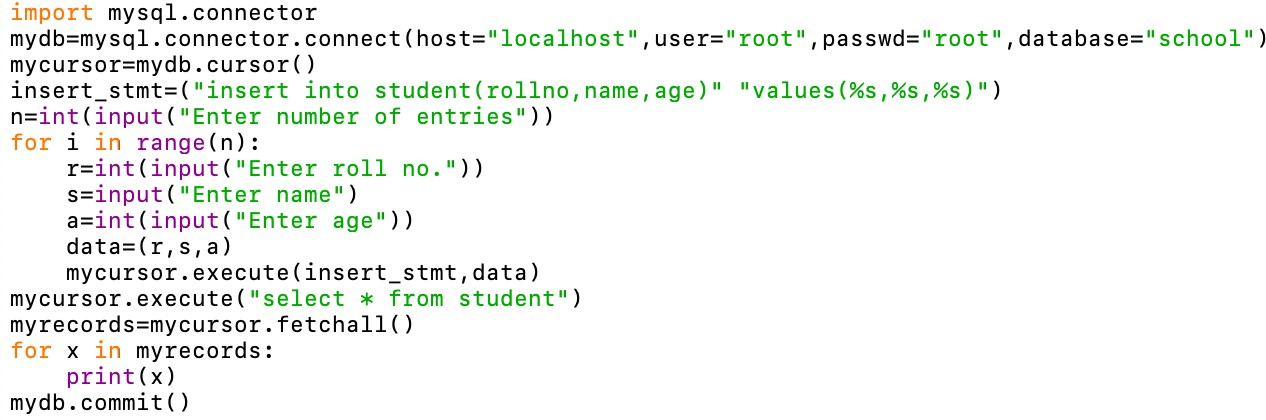 import mysql.connector
mydb=mysql.connector.connect(host="localhost",user="root",passwd="root",database="school")
mycursor=mydb.cursor()
insert_stmt=("insert into student(rollno,name,age)" "values(%s,%s,%s)")
n=int(input("Enter number of entries"))
for i in range(n):
    r=int(input("Enter roll no."))
    s=input("Enter name")
    a=int(input("Enter age"))
    data=(r,s,a)
    mycursor.execute(insert_stmt,data)
mycursor.execute("select * from student")
myrecords=mycursor.fetchall()
for x in myrecords:
    print(x)
mydb.commit()